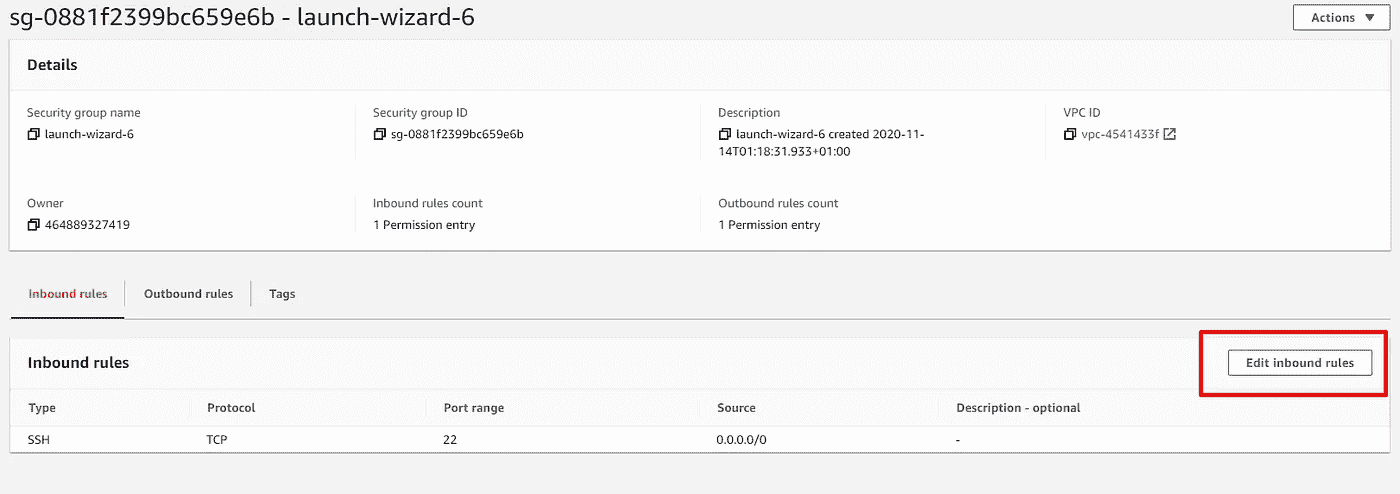 sg-0881f2399bc659e6b - launch-wizard-6
Actions
Details
Security group name
launch-wizard-6
Security group ID
sg-0881f2399bc659e6b
Description
launch-wizard-6 created 2020-11-
14T01:18:31.933+01:00
VPC ID
vpc-4541433f
Owner
464889327419
Inbound rules count
1 Permission entry
Outbound rules count
1 Permission entry
Inbound rules
Outbound rules
Tags
Inbound rules
Edit inbound rules
Type Protocol Port range Source Description - optional
SSH TCP 22 0.0.0.0/0 -